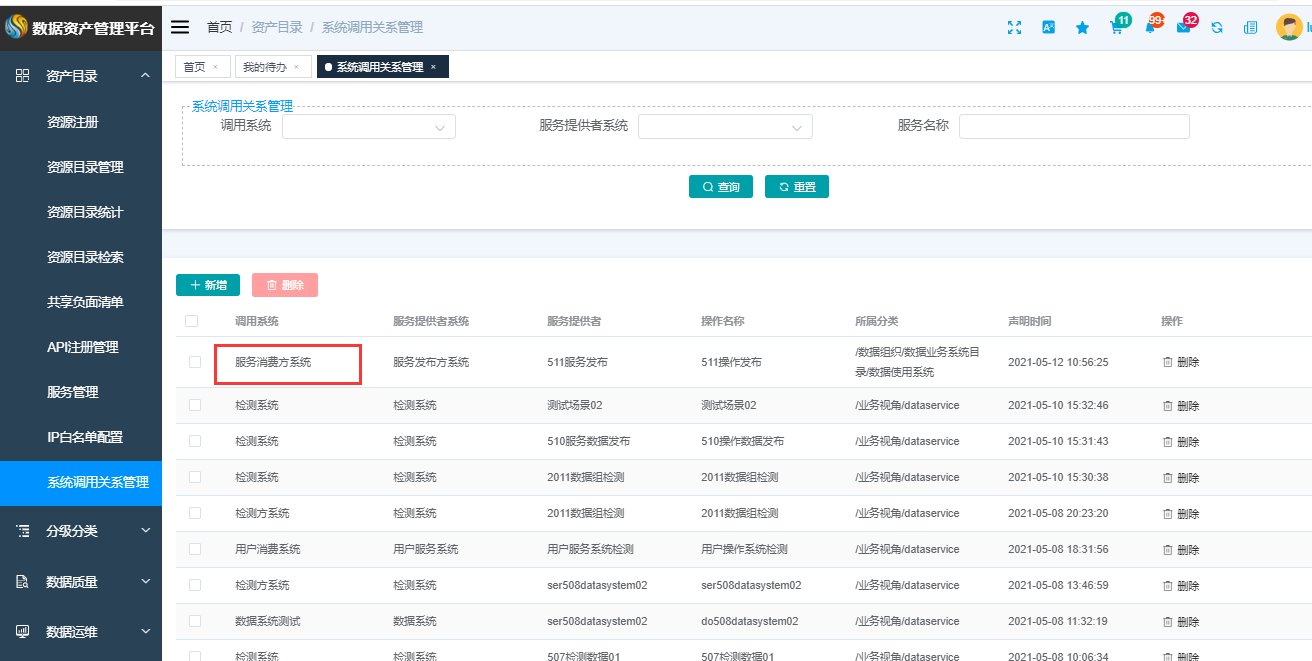 数据资产管理平台
首页 / 资产目录 / 系统调用关系管理
11
99+
32
首页 ×
我的待办 ×
系统调用关系管理 ×
资产目录
资源注册
资源目录管理
资源目录统计
资源目录检索
共享负面清单
API注册管理
服务管理
IP白名单配置
系统调用关系管理
分级分类
数据质量
数据运维
系统调用关系管理
调用系统
服务提供者系统
服务名称
查询
重置
新增
删除
调用系统 服务提供者系统 服务提供者 操作名称 所属分类 声明时间 操作
服务消费方系统 服务发布方系统 511服务发布 511操作发布 /数据组织/数据业务系统目 2021-05-12 10:56:25 删除
录/数据使用系统
检测系统 检测系统 测试场景02 测试场景02 /业务视角/dataservice 2021-05-10 15:32:46 删除
检测系统 检测系统 510服务数据发布 510操作数据发布 /业务视角/dataservice 2021-05-10 15:31:43 删除
检测系统 检测系统 2011数据组检测 2011数据组检测 /业务视角/dataservice 2021-05-10 15:30:38 删除
检测方系统 检测系统 2011数据组检测 2011数据组检测 /业务视角/dataservice 2021-05-08 20:23:20 删除
用户消费系统 用户服务系统 用户服务系统检测 用户操作系统检测 /业务视角/dataservice 2021-05-08 18:31:56 删除
检测方系统 检测系统 ser508datasystem02 ser508datasystem02 /业务视角/dataservice 2021-05-08 13:46:59 删除
数据系统测试 数据系统 ser508datasystem02 do508datasystem02 /业务视角/dataservice 2021-05-08 11:32:19 删除
检测系统 检测系统 507检测数据01 507检测数据01 /业务视角/dataservice 2021-05-08 10:06:34 删除